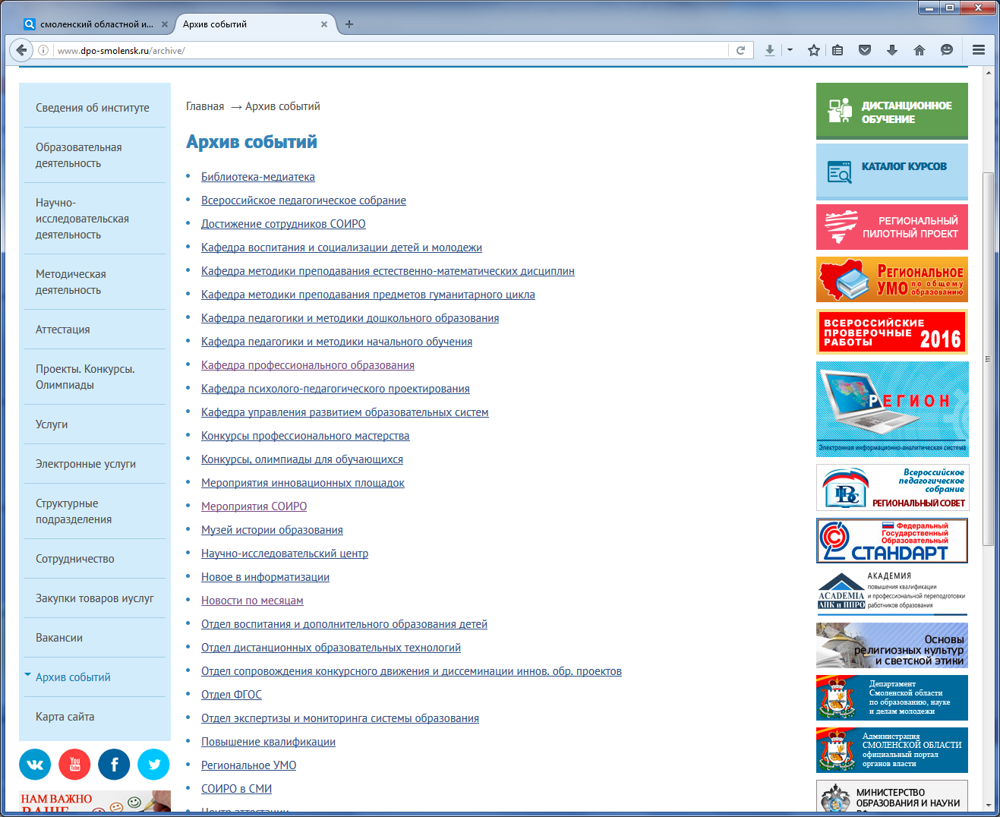 смоленский областной и...
Архив событий
www.dpo-smolensk.ru/archive/
Сведения об институте
Образовательная
деятельность
Научно-
исследовательская
деятельность
Методическая
деятельность
Аттестация
Проекты. Конкурсы.
Олимпиады
Услуги
Электронные услуги
Структурные
подразделения
Сотрудничество
Закупки товаров иуслуг
Вакансии
Архив событий
Карта сайта
You
Tube
НАМ ВАЖНО
ВАШЕ
Главная → Архив событий
Архив событий
Библиотека-медиатека
Всероссийское педагогическое собрание
Достижение сотрудников СОИРО
Кафедра воспитания и социализации детей и молодежи
Кафедра методики преподавания естественно-математических дисциплин
Кафедра методики преподавания предметов гуманитарного цикла
Кафедра педагогики и методики дошкольного образования
Кафедра педагогики и методики начального обучения
Кафедра профессионального образования
Кафедра психолого-педагогического проектирования
Кафедра управления развитием образовательных систем
Конкурсы профессионального мастерства
Конкурсы, олимпиады для обучающихся
Мероприятия инновационных площадок
Мероприятия СОИРО
Музей истории образования
Научно-исследовательский центр
Новое в информатизации
Новости по месяцам
Отдел воспитания и дополнительного образования детей
Отдел дистанционных образовательных технологий
Отдел сопровождения конкурсного движения и диссеминации иннов. обр. проектов
Отдел ФГОС
Отдел экспертизы и мониторинга системы образования
Повышение квалификации
Региональное УМО
СОИРО в СМИ
Центр аттестации
ДИСТАНЦИОННОЕ
ОБУЧЕНИЕ
КАТАЛОГ КУРСОВ
РЕГИОНАЛЬНЫЙ
ПИЛОТНЫЙ ПРОЕКТ
РЕГИОНАЛЬНОЕ
УМО по общему
образованию
ВСЕРОССИЙСКИЕ
ПРОВЕРОЧНЫЕ
РАБОТЫ 2016
РЕГИОН
Электронная информационно-аналитическая система
Всероссийское
педагогическое
собрание
РЕГИОНАЛЬНЫЙ СОВЕТ
Федеральный
Государственный
Образовательный
СТАНДАРТ
АКАДЕМИЯ
повышения квалификации
и профессиональной переподготовки
работников образования
ACADEMIA
АПК и ППРО
Основы
религиозных культур
и светской этики
Департамент
Смоленской области
по образованию, науке
и делам молодежи
Администрация
СМОЛЕНСКОЙ ОБЛАСТИ
официальный портал
органов власти
МИНИСТЕРСТВО
ОБРАЗОВАНИЯ И НАУКИ
РФ